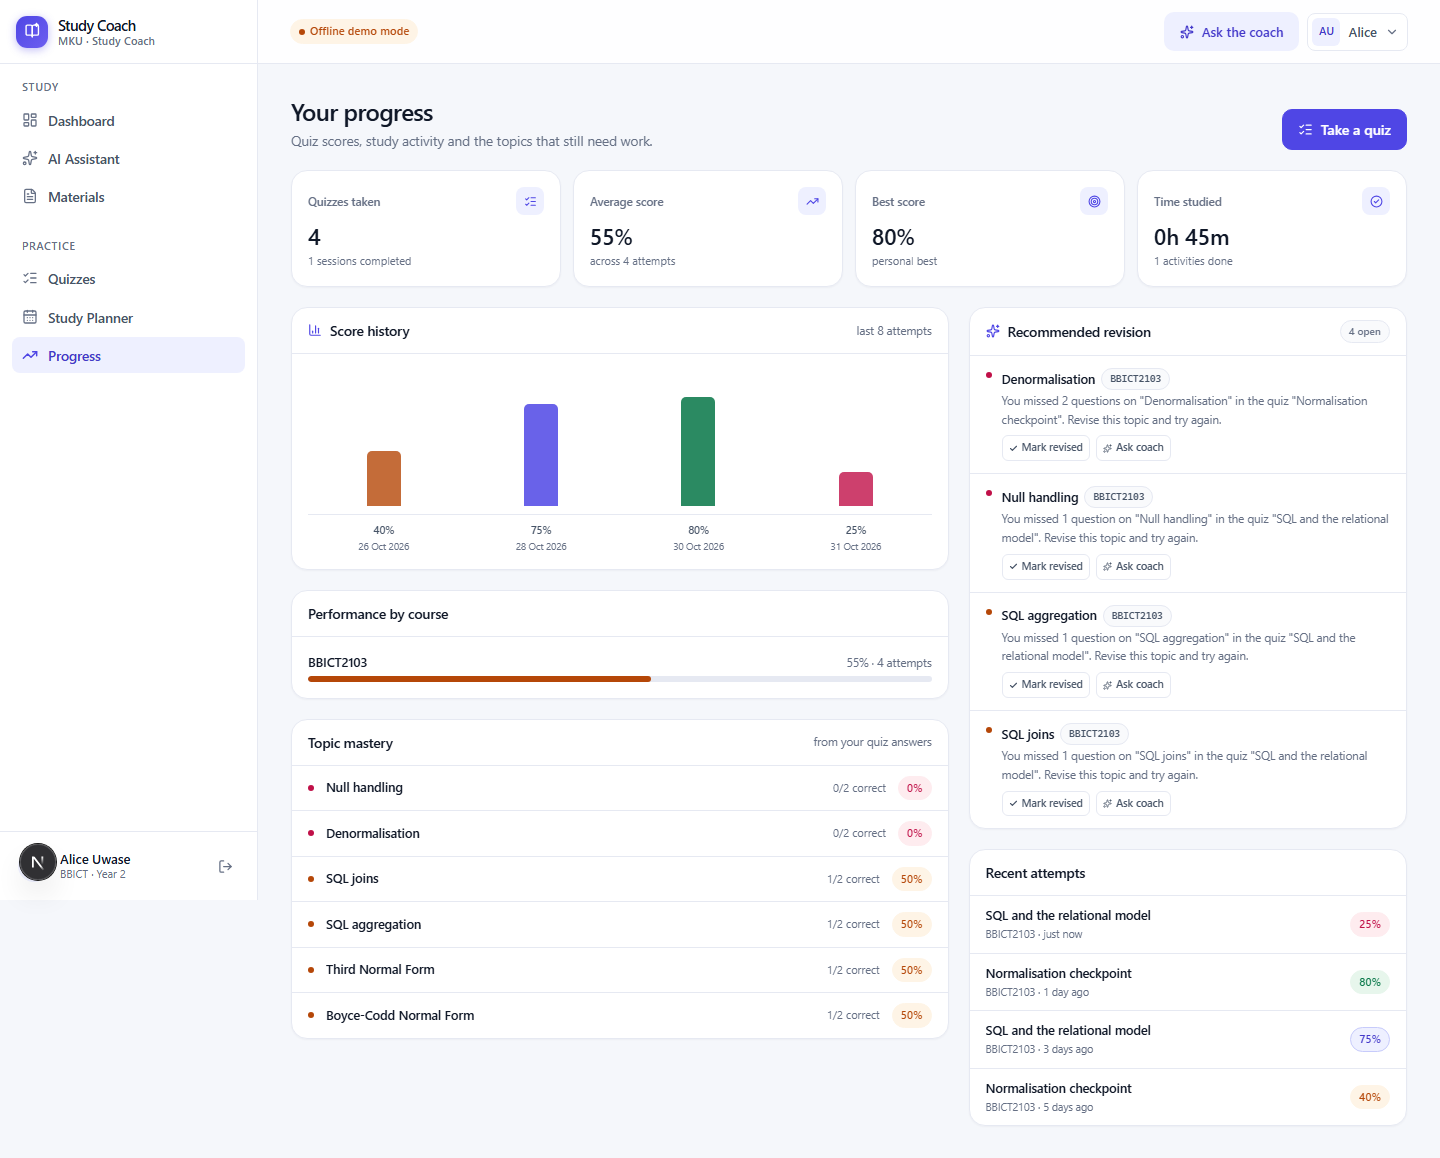 Study Coach
MKU · Study Coach
Offline demo mode
Ask the coach
AU
Alice
STUDY
Dashboard
AI Assistant
Materials
PRACTICE
Quizzes
Study Planner
Progress
N
Alice Uwase
BBICT · Year 2
Your progress
Quiz scores, study activity and the topics that still need work.
Take a quiz
Quizzes taken
4
1 sessions completed
Average score
55%
across 4 attempts
Best score
80%
personal best
Time studied
0h 45m
1 activities done
Score history
last 8 attempts
40%
26 Oct 2026
75%
28 Oct 2026
80%
30 Oct 2026
25%
31 Oct 2026
Performance by course
BBICT2103
55% · 4 attempts
Topic mastery
from your quiz answers
Null handling
0/2 correct
0%
Denormalisation
0/2 correct
0%
SQL joins
1/2 correct
50%
SQL aggregation
1/2 correct
50%
Third Normal Form
1/2 correct
50%
Boyce-Codd Normal Form
1/2 correct
50%
Recommended revision
4 open
Denormalisation
BBICT2103
You missed 2 questions on "Denormalisation" in the quiz "Normalisation
checkpoint". Revise this topic and try again.
Mark revised
Ask coach
Null handling
BBICT2103
You missed 1 question on "Null handling" in the quiz "SQL and the relational
model". Revise this topic and try again.
Mark revised
Ask coach
SQL aggregation
BBICT2103
You missed 1 question on "SQL aggregation" in the quiz "SQL and the
relational model". Revise this topic and try again.
Mark revised
Ask coach
SQL joins
BBICT2103
You missed 1 question on "SQL joins" in the quiz "SQL and the relational
model". Revise this topic and try again.
Mark revised
Ask coach
Recent attempts
SQL and the relational model
BBICT2103 · just now
25%
Normalisation checkpoint
BBICT2103 · 1 day ago
80%
SQL and the relational model
BBICT2103 · 3 days ago
75%
Normalisation checkpoint
BBICT2103 · 5 days ago
40%